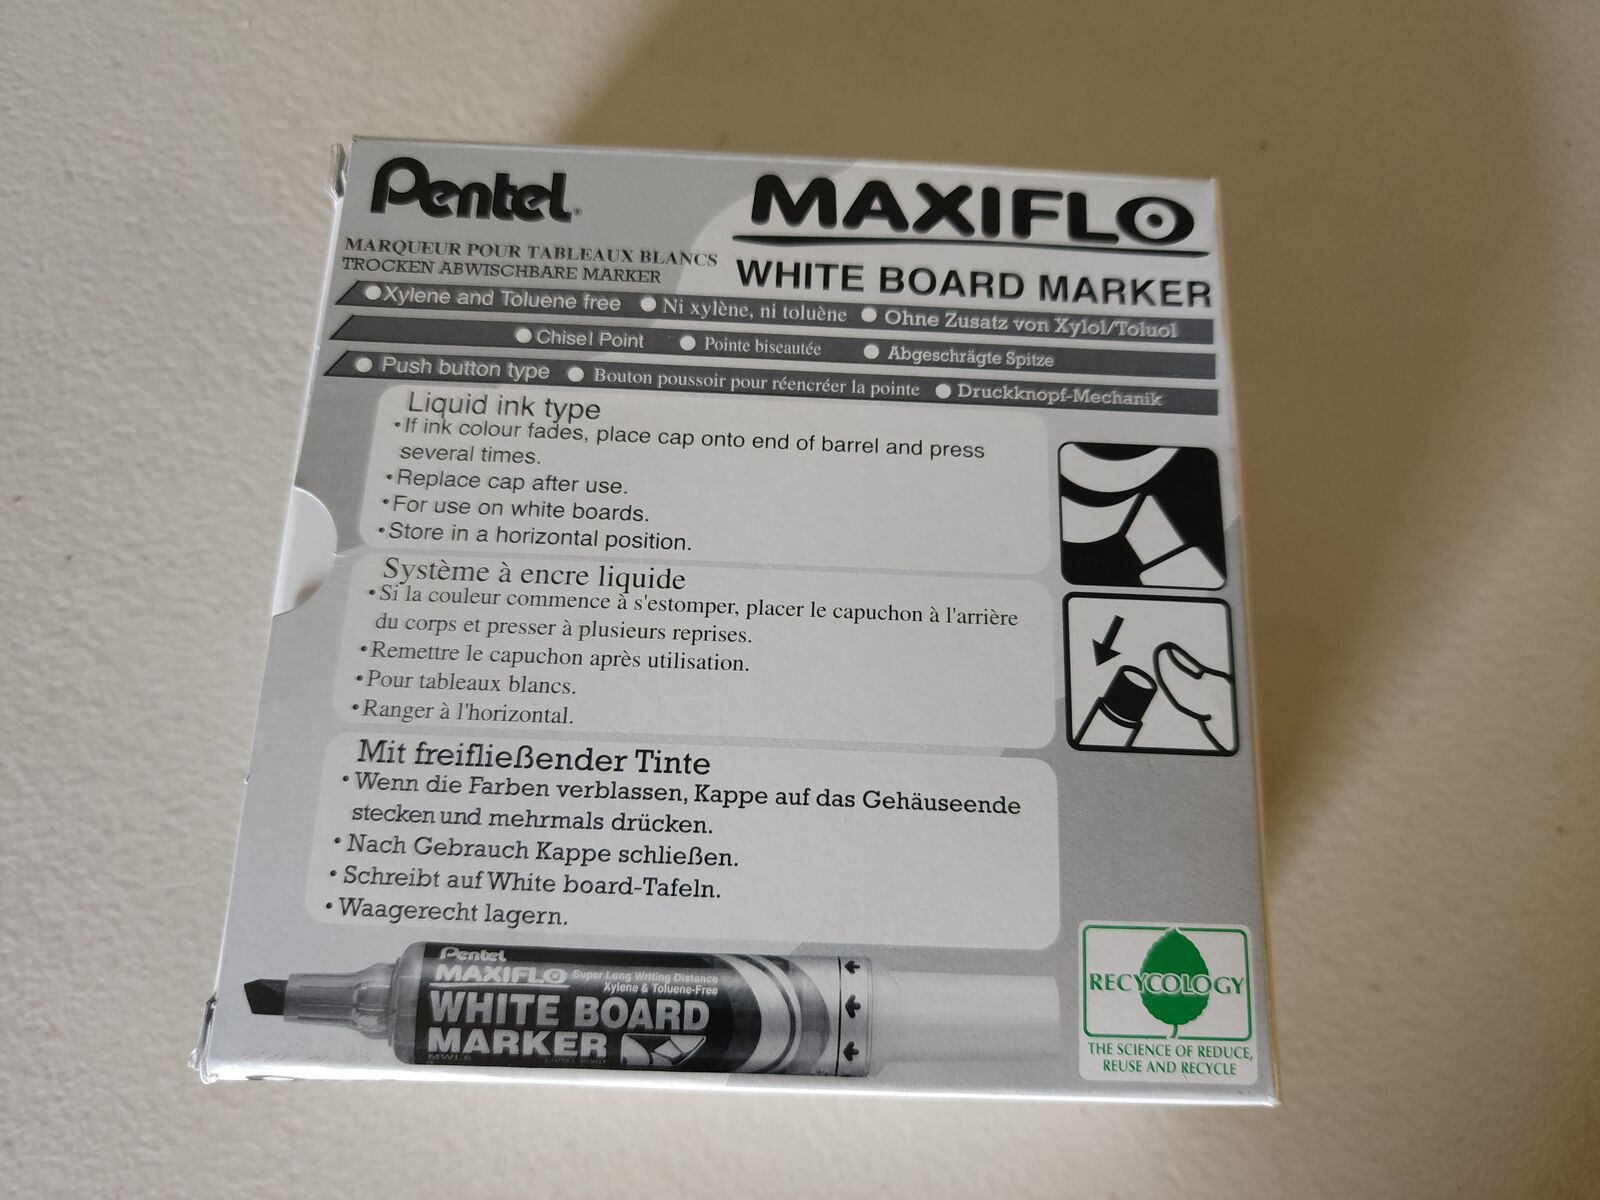 Pentel®
MAXIFLO
MARQUEUR POUR TABLEAUX BLANCS
TROCKEN ABWISCHBARE MARKER
WHITE BOARD MARKER
●Xylene and Toluene free ● Ni xylène, ni toluène ● Ohne Zusatz von Xylol/Toluol
● Chisel Point ● Pointe biseautée ● Abgeschrägte Spitze
● Push button type ● Bouton poussoir pour réencréer la pointe ● Druckknopf-Mechanik
Liquid ink type
•If ink colour fades, place cap onto end of barrel and press
several times.
•Replace cap after use.
•For use on white boards.
•Store in a horizontal position.
Système à encre liquide
•Si la couleur commence à s'estomper, placer le capuchon à l'arrière
du corps et presser à plusieurs reprises.
•Remettre le capuchon après utilisation.
•Pour tableaux blancs.
•Ranger à l'horizontal.
Mit freifließender Tinte
•Wenn die Farben verblassen, Kappe auf das Gehäuseende
stecken und mehrmals drücken.
•Nach Gebrauch Kappe schließen.
•Schreibt auf White board-Tafeln.
•Waagerecht lagern.
Pentel
MAXIFLO Super Long Writing Distance
Xylene & Toluene-Free
WHITE BOARD
MARKER
MWL6 CHISEL POINT
RECYCOLOGY
THE SCIENCE OF REDUCE,
REUSE AND RECYCLE